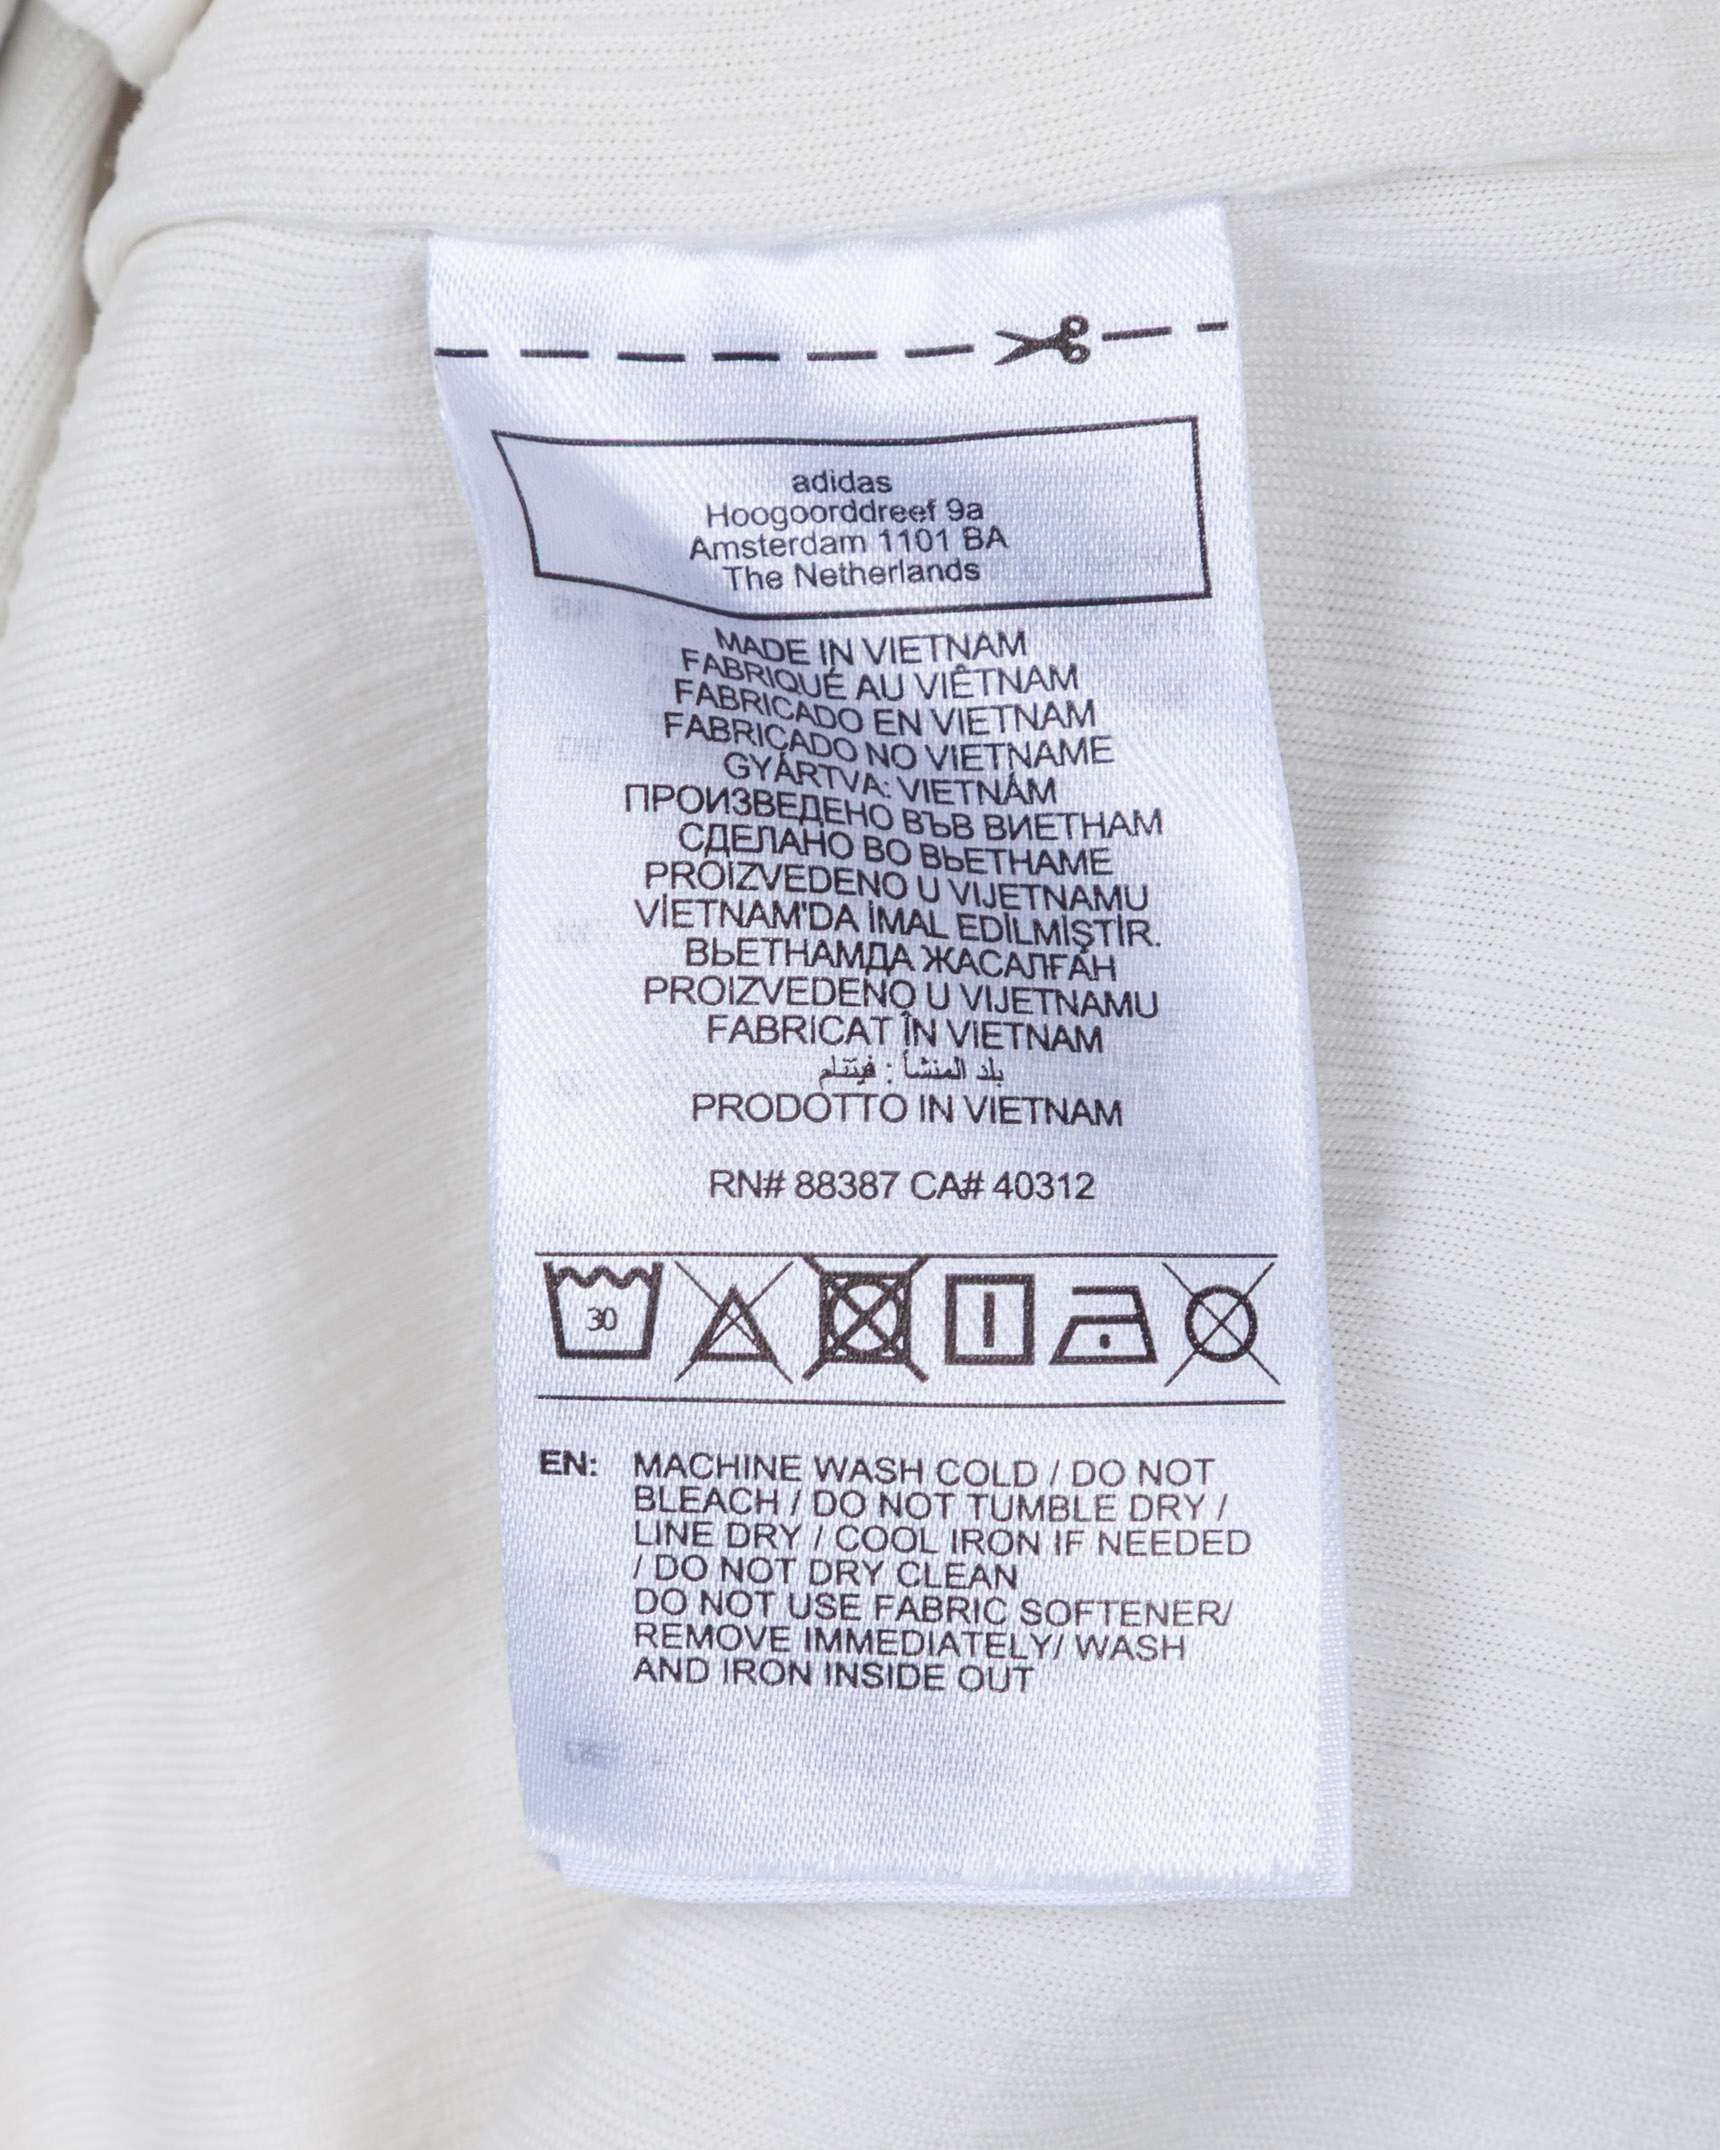 adidas
Hoogoorddreef 9a
Amsterdam 1101 BA
The Netherlands
MADE IN VIETNAM
FABRIQUÉ AU VIÊTNAM
FABRICADO EN VIETNAM
FABRICADO NO VIETNAME
GYÁRTVA: VIETNÁM
ПРОИЗВЕДЕНО ВЪВ ВИЕТНАМ
СДЕЛАНО ВО ВЬЕТНАМЕ
PROIZVEDENO U VIJETNAMU
VİETNAM'DA İMAL EDİLMİŞTİR.
ВЬЕТНАМДА ЖАСАЛҒАН
PROIZVEDENO U VIJETNAMU
FABRICAT ÎN VIETNAM
بلد المنشأ : فيتنام
PRODOTTO IN VIETNAM
RN# 88387 CA# 40312
30
EN: MACHINE WASH COLD / DO NOT
BLEACH / DO NOT TUMBLE DRY /
LINE DRY / COOL IRON IF NEEDED
/ DO NOT DRY CLEAN
DO NOT USE FABRIC SOFTENER/
REMOVE IMMEDIATELY/ WASH
AND IRON INSIDE OUT